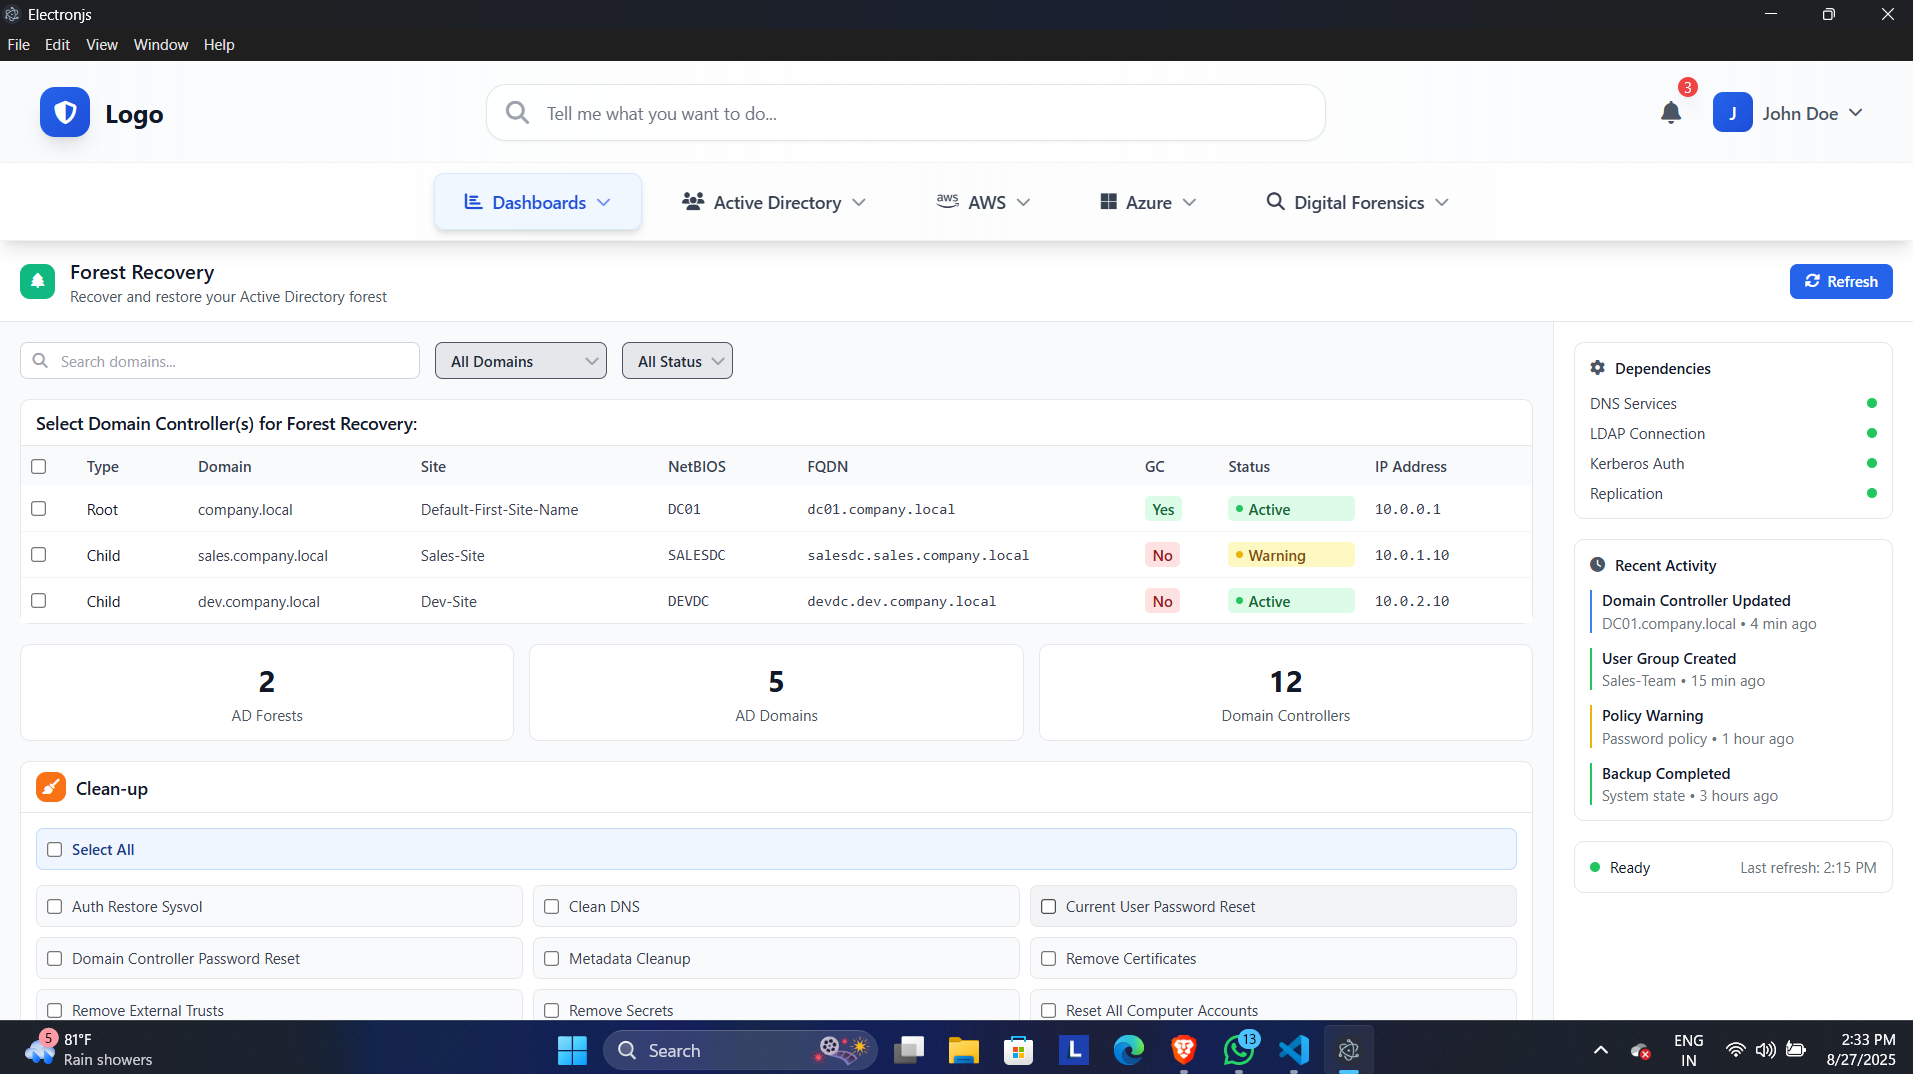 Electronjs
File Edit View Window Help
Logo
Tell me what you want to do...
3
J
John Doe
Dashboards
Active Directory
aws AWS
Azure
Digital Forensics
Forest Recovery
Recover and restore your Active Directory forest
Refresh
Search domains...
All Domains
All Status
Select Domain Controller(s) for Forest Recovery:
Type Domain Site NetBIOS FQDN GC Status IP Address
Root company.local Default-First-Site-Name DC01 dc01.company.local Yes Active 10.0.0.1
Child sales.company.local Sales-Site SALESDC salesdc.sales.company.local No Warning 10.0.1.10
Child dev.company.local Dev-Site DEVDC devdc.dev.company.local No Active 10.0.2.10
2
AD Forests
5
AD Domains
12
Domain Controllers
Clean-up
Select All
Auth Restore Sysvol
Clean DNS
Current User Password Reset
Domain Controller Password Reset
Metadata Cleanup
Remove Certificates
Remove External Trusts
Remove Secrets
Reset All Computer Accounts
Dependencies
DNS Services
LDAP Connection
Kerberos Auth
Replication
Recent Activity
Domain Controller Updated
DC01.company.local • 4 min ago
User Group Created
Sales-Team • 15 min ago
Policy Warning
Password policy • 1 hour ago
Backup Completed
System state • 3 hours ago
Ready
Last refresh: 2:15 PM
5
81°F
Rain showers
Search
L
13
ENG
IN
2:33 PM
8/27/2025